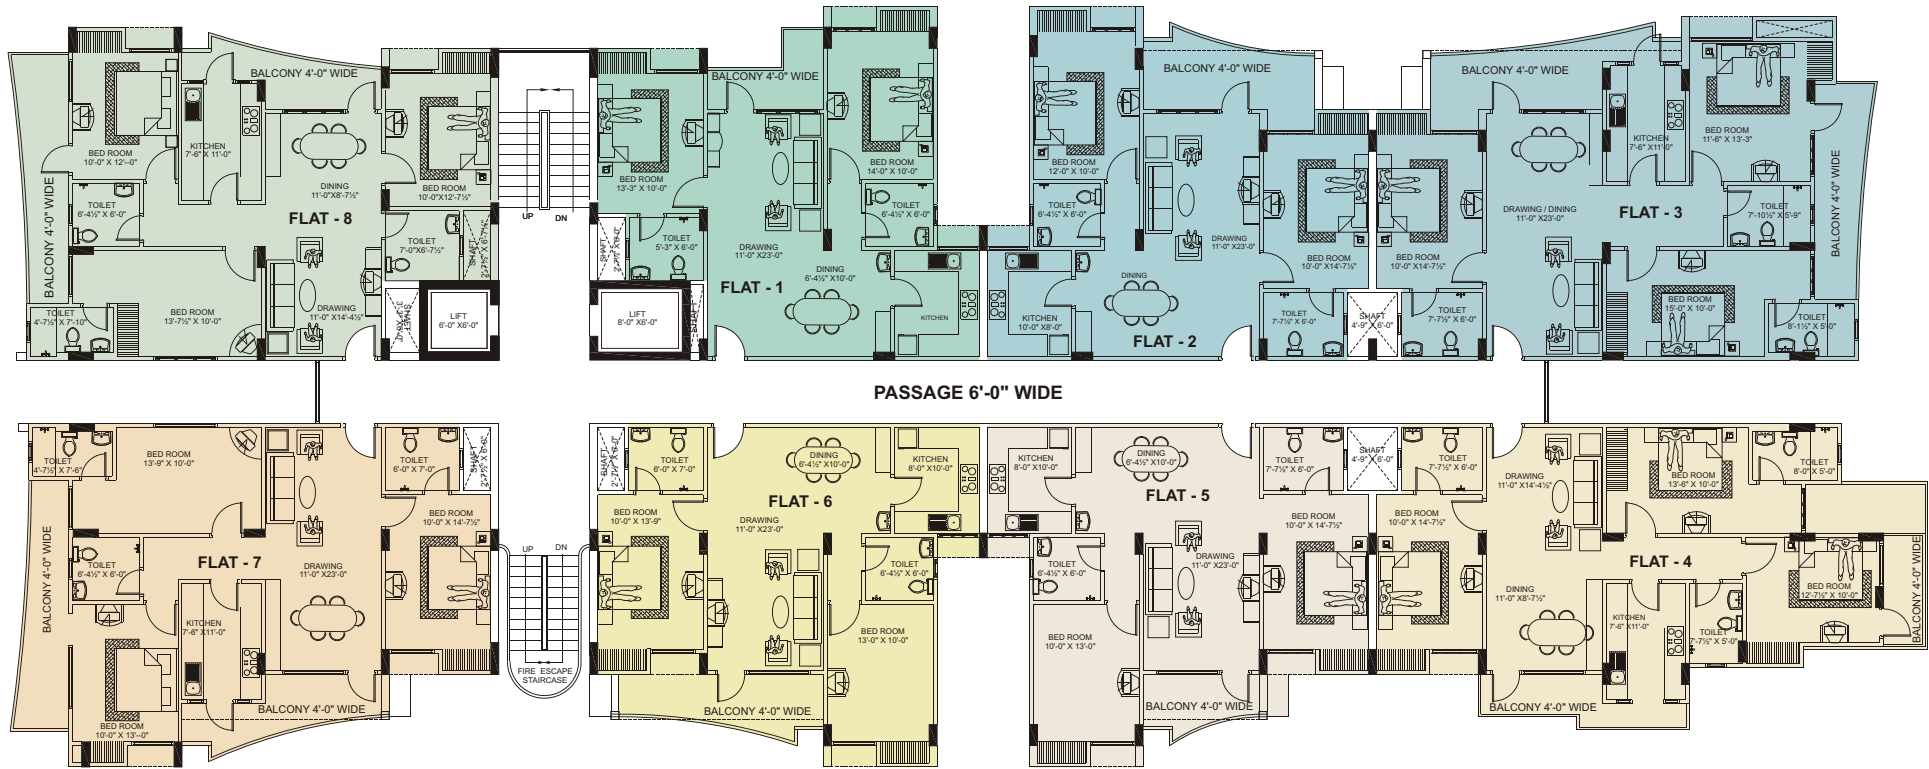 BALCONY 4'-0" WIDE
BED ROOM
10'-0" X 12'--0"
KITCHEN
7'-6" X 11'-0"
DINING
11'-0"X8'-7½"
FLAT - 8
BED ROOM
10'-0"X12'-7½"
TOILET
6'-4½" X 6'-0"
BALCONY 4'-0" WIDE
TOILET
7'-0"X6'-7½"
SHAFT
BED ROOM
13'-7½" X 10'-0"
DRAWING
11'-0" X14'-4½"
TOILET
4'-7½" X 7'-10"
SHAFT
LIFT
6'-0" X6'-0"
UP
DN
BED ROOM
13'-3" X 10'-0"
BALCONY 4'-0" WIDE
BED ROOM
14'-0" X 10'-0"
TOILET
5'-3" X 6'-0"
SHAFT
LIFT
8'-0" X6'-0"
SHAFT
DRAWING
11'-0" X23'-0"
TOILET
6'-4½" X 6'-0"
DINING
6'-4½" X10'-0"
FLAT - 1
KITCHEN
BALCONY 4'-0" WIDE
BED ROOM
12'-0" X 10'-0"
TOILET
6'-4½" X 6'-0"
DRAWING
11'-0" X23'-0"
DINING
6'-4½" X10'-0"
KITCHEN
10'-0" X8'-0"
FLAT - 2
BED ROOM
10'-0" X14'-7½"
TOILET
7'-7½" X 6'-0"
SHAFT
4'-9" X 6'-0"
BALCONY 4'-0" WIDE
BED ROOM
10'-0" X14'-7½"
TOILET
7'-7½" X 6'-0"
DRAWING / DINING
11'-0" X23'-0"
KITCHEN
7'-6" X11'-0"
BED ROOM
11'-6" X 13'-3"
FLAT - 3
TOILET
7'-10½" X 5'-9"
BALCONY 4'-0" WIDE
BED ROOM
15'-0" X 10'-0"
TOILET
8'-1½" X 5'-0"
PASSAGE 6'-0" WIDE
TOILET
4'-7½" X 7'-6"
BED ROOM
13'-9" X 10'-0"
TOILET
6'-0" X 7'-0"
SHAFT
2'-7½" X 6'-0"
BALCONY 4'-0" WIDE
TOILET
6'-4½" X 6'-0"
FLAT - 7
DRAWING
11'-0" X23'-0"
BED ROOM
10'-0" X 14'-7½"
KITCHEN
7'-6" X11'-0"
BED ROOM
10'-0" X 13'--0"
BALCONY 4'-0" WIDE
UP
DN
FIRE ESCAPE
STAIRCASE
SHAFT
TOILET
6'-0" X 7'-0"
BED ROOM
10'-0" X 13'-9"
DINING
6'-4½" X10'-0"
FLAT - 6
DRAWING
11'-0" X23'-0"
KITCHEN
8'-0" X10'-0"
TOILET
6'-4½" X 6'-0"
BED ROOM
13'-0" X 10'-0"
BALCONY 4'-0" WIDE
KITCHEN
8'-0" X10'-0"
DINING
6'-4½" X10'-0"
FLAT - 5
DRAWING
11'-0" X23'-0"
TOILET
6'-4½" X 6'-0"
BED ROOM
10'-0" X 13'-0"
BALCONY 4'-0" WIDE
TOILET
7'-7½" X 6'-0"
SHAFT
4'-9" X 6'-0"
BED ROOM
10'-0" X 14'-7½"
TOILET
7'-7½" X 6'-0"
BED ROOM
10'-0" X14'-7½"
DRAWING
11'-0" X14'-4½"
BED ROOM
13'-6" X 10'-0"
TOILET
8'-0" X 5'-0"
FLAT - 4
DINING
11'-0" X8'-7½"
KITCHEN
7'-6" X11'-0"
TOILET
7'-7½" X 5'-0"
BED ROOM
12'-7½" X 10'-0"
BALCONY 4'-0" WIDE
BALCONY 4'-0" WIDE